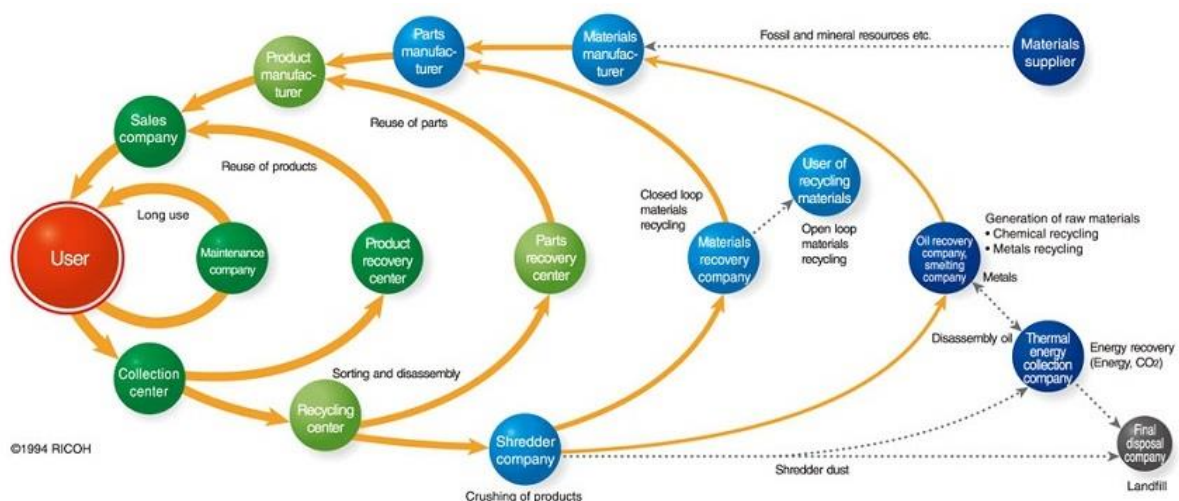 Product
manufac-
turer
Parts
manufac-
turer
Materials
manufac-
turer
Fossil and mineral resources etc.
Materials
supplier
Sales
company
Reuse of parts
Reuse of products
User of
recycling
materials
Long use
Closed loop
materials
recycling
User
Maintenance
company
Product
recovery
center
Parts
recovery
center
Materials
recovery
company
Open loop
materials
recycling
Oil recovery
company,
smelting
company
Generation of raw materials
• Chemical recycling
• Metals recycling
Metals
Disassembly oil
Thermal
energy
collection
company
Energy recovery
(Energy, CO2)
Collection
center
Sorting and disassembly
Recycling
center
Shredder
company
Crushing of products
Shredder dust
Final
disposal
company
Landfill
©1994 RICOH